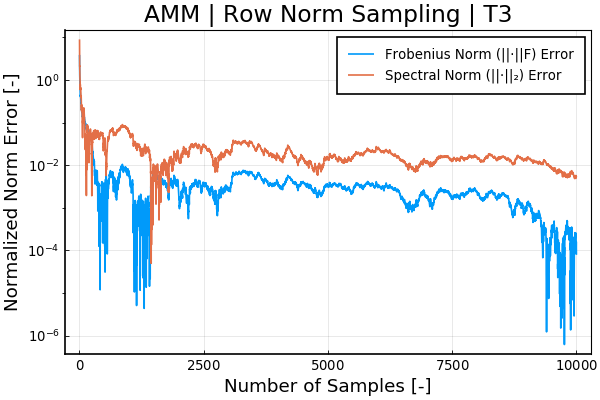 AMM | Row Norm Sampling | T3
Frobenius Norm (||·||F) Error
Spectral Norm (||·||₂) Error
Normalized Norm Error [-]
10⁰
10⁻²
10⁻⁴
10⁻⁶
0 2500 5000 7500 10000
Number of Samples [-]